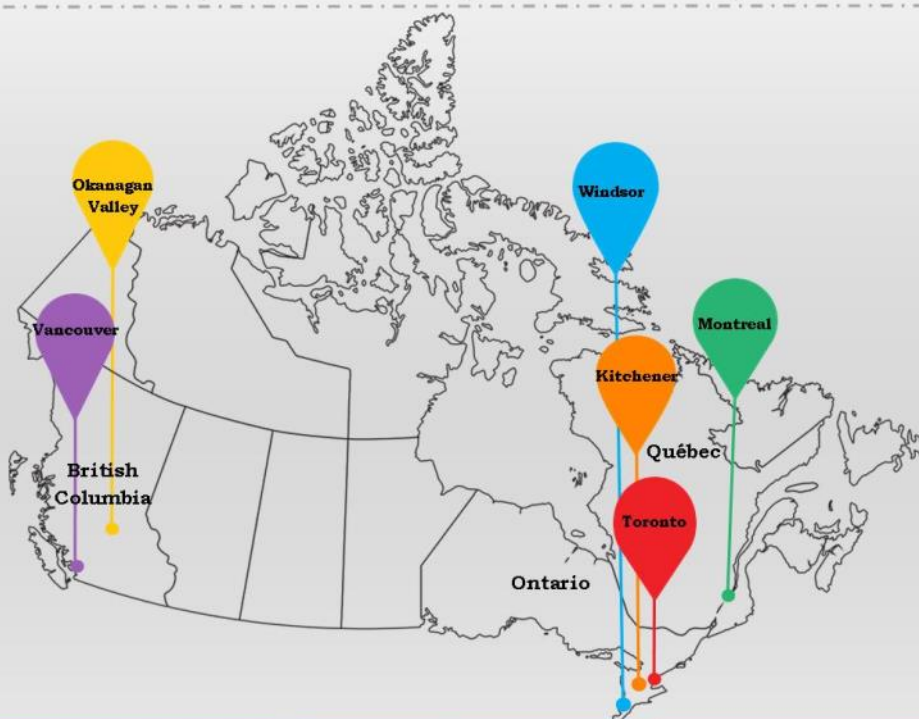 Okanagan
Valley
Windsor
Vancouver
Montreal
Kitchener
Québec
British
Columbia
Toronto
Ontario